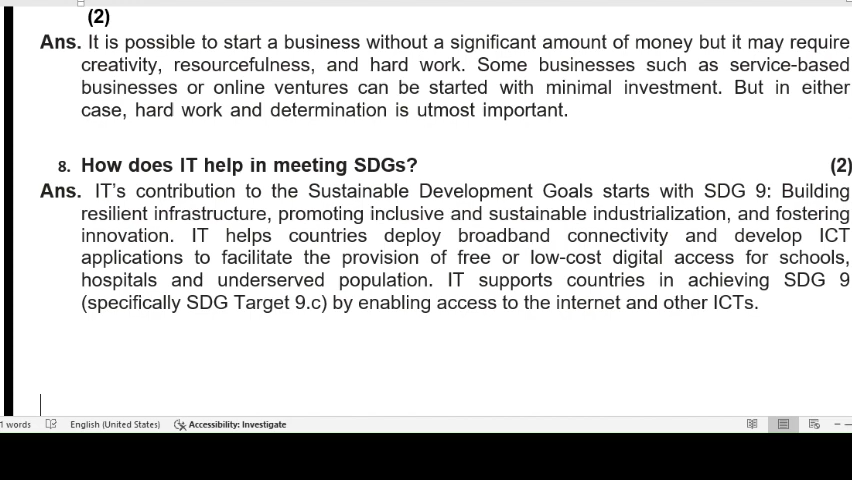 (2)
Ans. It is possible to start a business without a significant amount of money but it may require
creativity, resourcefulness, and hard work. Some businesses such as service-based
businesses or online ventures can be started with minimal investment. But in either
case, hard work and determination is utmost important.
8. How does IT help in meeting SDGs? (2)
Ans. IT's contribution to the Sustainable Development Goals starts with SDG 9: Building
resilient infrastructure, promoting inclusive and sustainable industrialization, and fostering
innovation. IT helps countries deploy broadband connectivity and develop ICT
applications to facilitate the provision of free or low-cost digital access for schools,
hospitals and underserved population. IT supports countries in achieving SDG 9
(specifically SDG Target 9.c) by enabling access to the internet and other ICTs.
1 words English (United States) Accessibility: Investigate